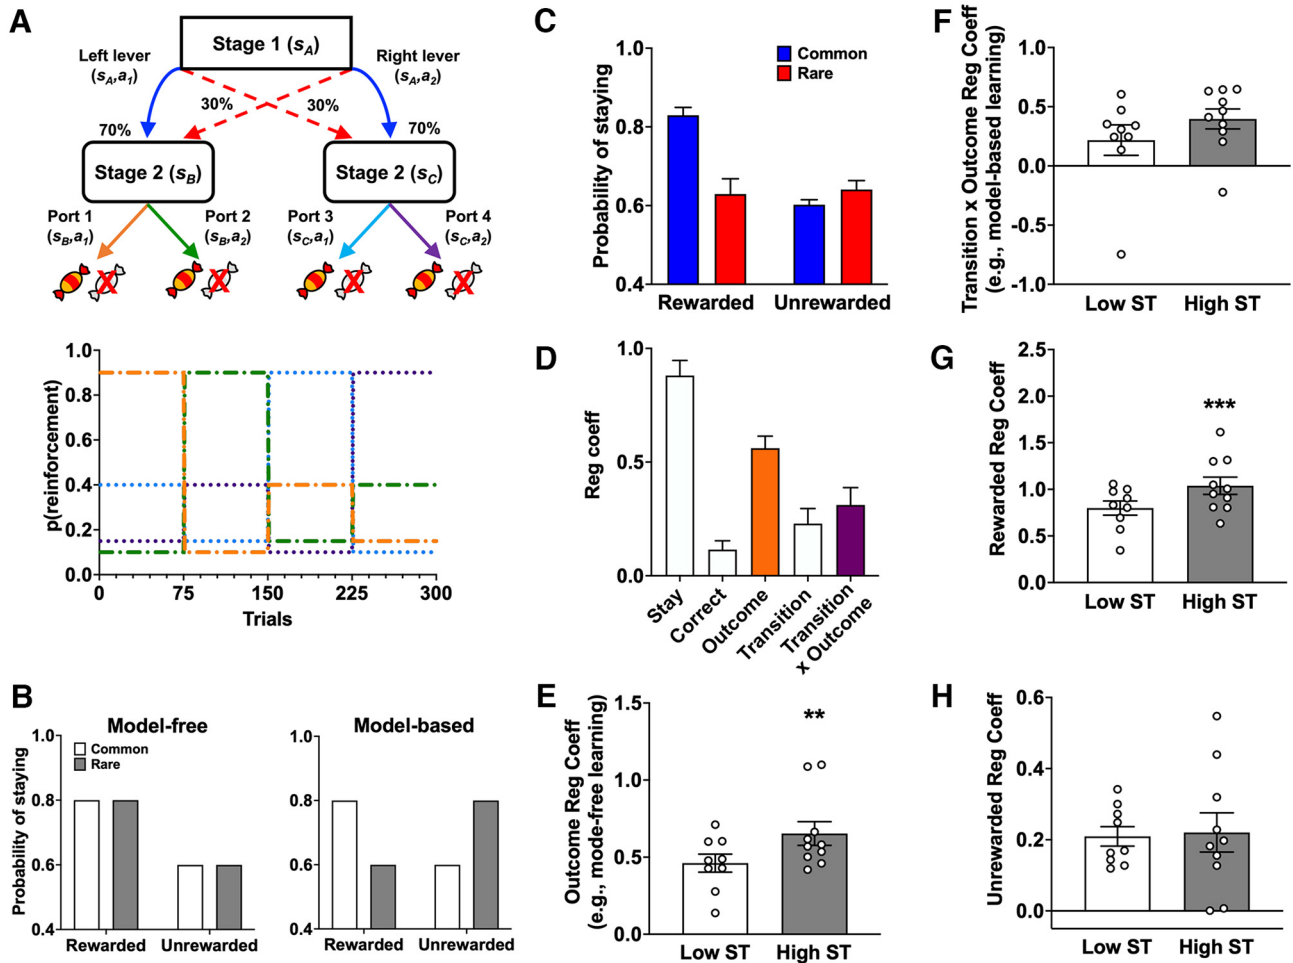 A
Stage 1 (sA)
Left lever
(sA,a1)
Right lever
(sA,a2)
30%
30%
70%
70%
Stage 2 (sB)
Stage 2 (sC)
Port 1
(sB,a1)
Port 2
(sB,a2)
Port 3
(sC,a1)
Port 4
(sC,a2)
X
X
X
X
p(reinforcement)
1.0
0.8
0.6
0.4
0.2
0.0
0
75
150
225
300
Trials
B
Model-free
Common
Rare
Probability of staying
1.0
0.8
0.6
0.4
Rewarded
Unrewarded
Model-based
1.0
0.8
0.6
0.4
Rewarded
Unrewarded
C
Common
Rare
Probability of staying
1.0
0.8
0.6
0.4
Rewarded
Unrewarded
D
Reg coeff
1.0
0.5
0.0
Stay
Correct
Outcome
Transition
Transition
x Outcome
E
Outcome Reg Coeff
(e.g., mode-free learning)
1.5
1.0
0.5
0.0
**
Low ST
High ST
F
Transition x Outcome Reg Coeff
(e.g., model-based learning)
1.0
0.5
0.0
-0.5
-1.0
Low ST
High ST
G
Rewarded Reg Coeff
2.5
2.0
1.5
1.0
0.5
0.0
***
Low ST
High ST
H
Unrewarded Reg Coeff
0.6
0.4
0.2
0.0
Low ST
High ST